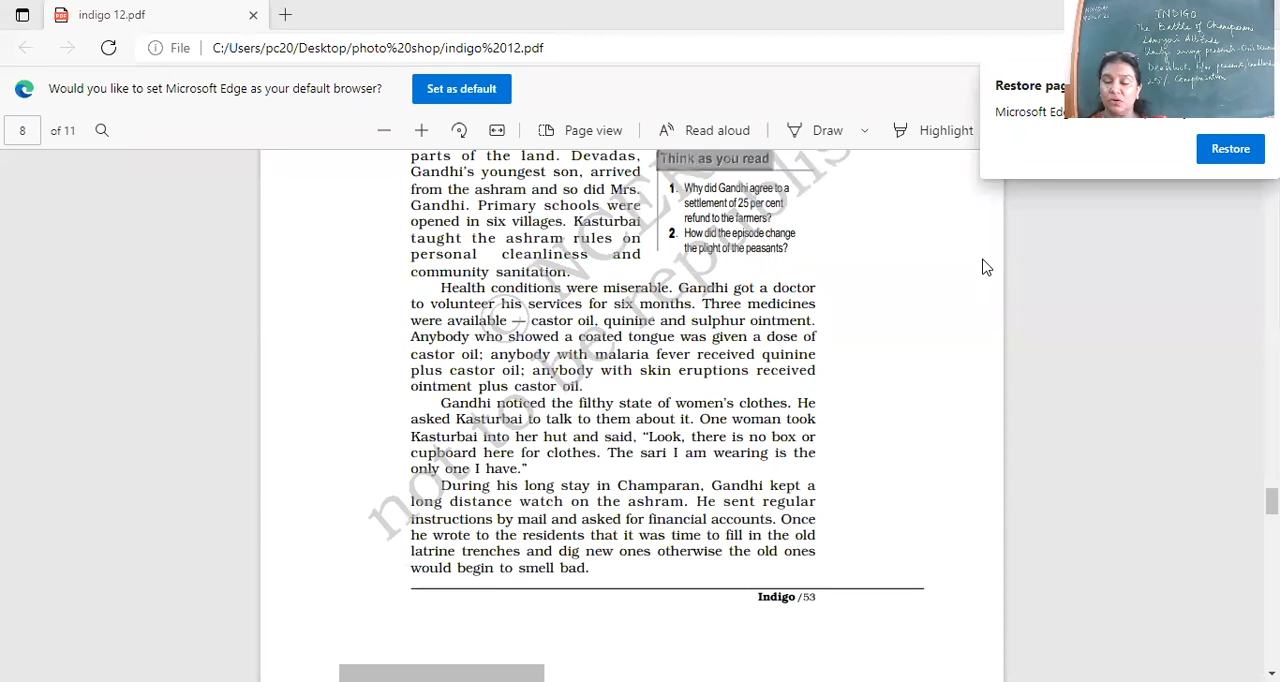 indigo 12.pdf
File | C:/Users/pc20/Desktop/photo%20shop/indigo%2012.pdf
Would you like to set Microsoft Edge as your default browser?
Set as default
Restore pag
Microsoft Ed
Restore
8 of 11
Page view
Read aloud
Draw
Highlight
INDIGO
The Battle of Champaran
Lawyers Attitude
parts of the land. Devadas,
Gandhi's youngest son, arrived
from the ashram and so did Mrs.
Gandhi. Primary schools were
opened in six villages. Kasturbai
taught the ashram rules on
personal cleanliness and
community sanitation.
Think as you read
1. Why did Gandhi agree to a
settlement of 25 per cent
refund to the farmers?
2. How did the episode change
the plight of the peasants?
Health conditions were miserable. Gandhi got a doctor
to volunteer his services for six months. Three medicines
were available — castor oil, quinine and sulphur ointment.
Anybody who showed a coated tongue was given a dose of
castor oil; anybody with malaria fever received quinine
plus castor oil; anybody with skin eruptions received
ointment plus castor oil.
Gandhi noticed the filthy state of women's clothes. He
asked Kasturbai to talk to them about it. One woman took
Kasturbai into her hut and said, “Look, there is no box or
cupboard here for clothes. The sari I am wearing is the
only one I have.”
During his long stay in Champaran, Gandhi kept a
long distance watch on the ashram. He sent regular
instructions by mail and asked for financial accounts. Once
he wrote to the residents that it was time to fill in the old
latrine trenches and dig new ones otherwise the old ones
would begin to smell bad.
Indigo /53
© NCER
not to be republis